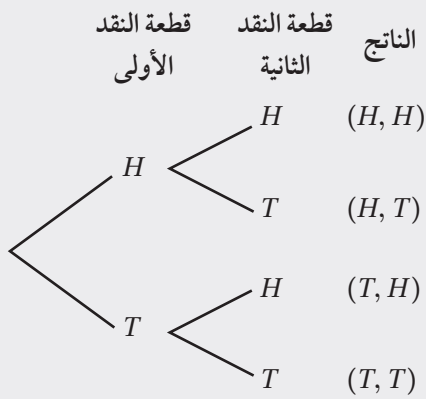 قطعة النقد الأولى
قطعة النقد الثانية
الناتج
H (H, H)
H
T (H, T)
H (T, H)
T
T (T, T)